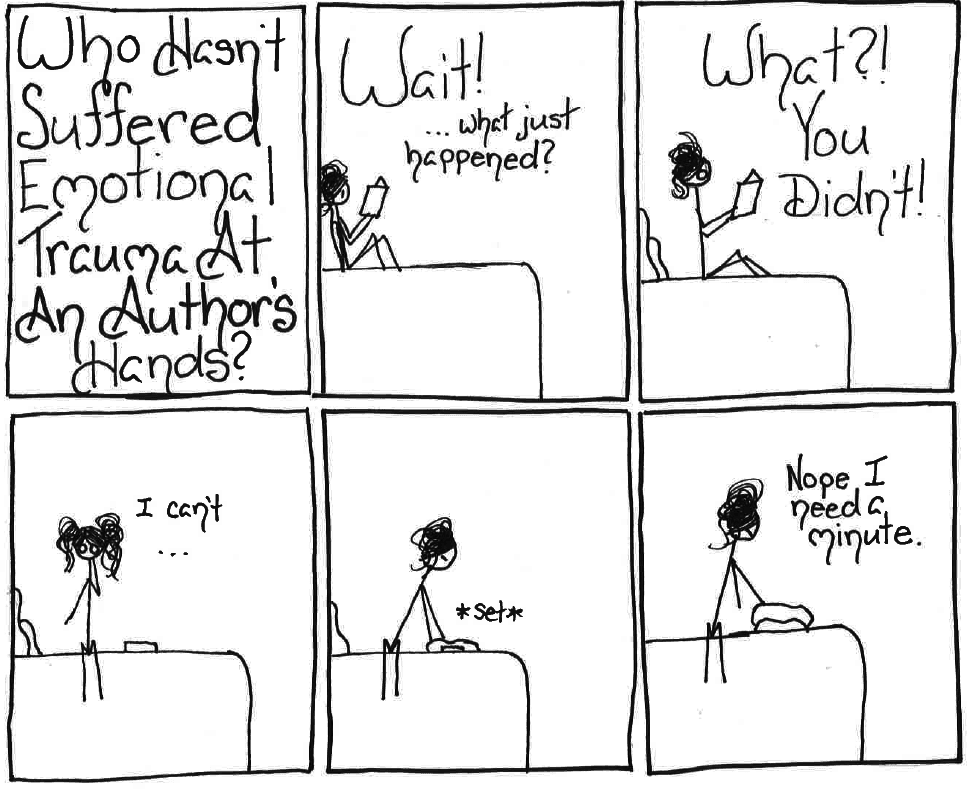 Who Hasn't
Suffered
Emotional
Trauma At
An Author's
Hands?
Wait!
... what just
happened?
What?!
You
Didn't!
I can't
...
*set*
Nope I
need a
minute.